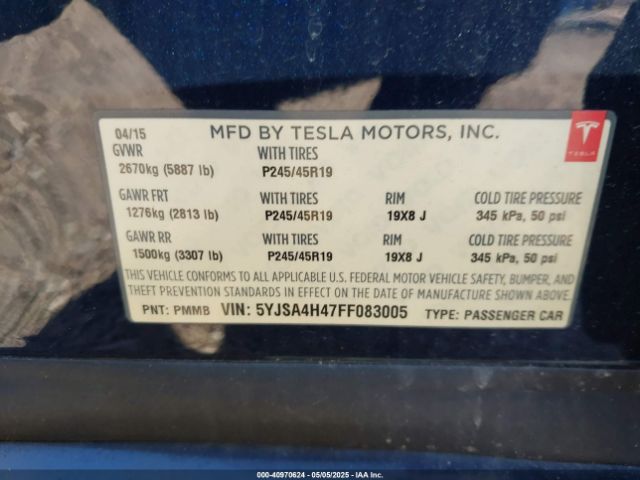 04/15 MFD BY TESLA MOTORS, INC.
TESLA
GVWR WITH TIRES
2670kg (5887 lb) P245/45R19
GAWR FRT WITH TIRES RIM COLD TIRE PRESSURE
1276kg (2813 lb) P245/45R19 19X8 J 345 kPa, 50 psi
GAWR RR WITH TIRES RIM COLD TIRE PRESSURE
1500kg (3307 lb) P245/45R19 19X8 J 345 kPa, 50 psi
THIS VEHICLE CONFORMS TO ALL APPLICABLE U.S. FEDERAL MOTOR VEHICLE SAFETY, BUMPER, AND
THEFT PREVENTION STANDARDS IN EFFECT ON THE DATE OF MANUFACTURE SHOWN ABOVE.
PNT: PMMB VIN: 5YJSA4H47FF083005 TYPE: PASSENGER CAR
000-40970624 - 05/05/2025 - IAA Inc.